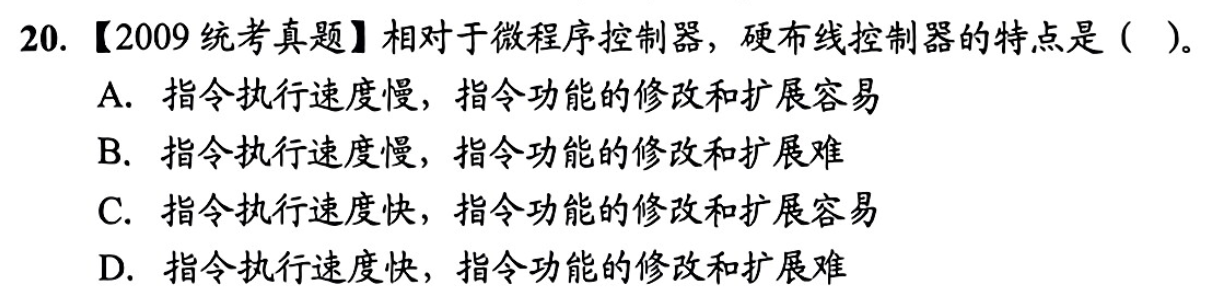 20. 【2009 统考真题】相对于微程序控制器，硬布线控制器的特点是（ ）。
A. 指令执行速度慢，指令功能的修改和扩展容易
B. 指令执行速度慢，指令功能的修改和扩展难
C. 指令执行速度快，指令功能的修改和扩展容易
D. 指令执行速度快，指令功能的修改和扩展难